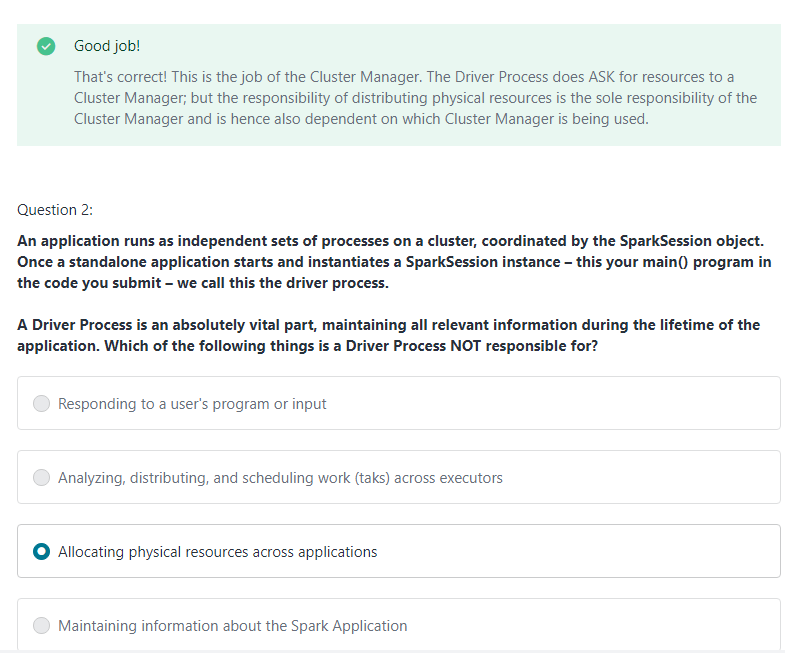 Good job!
That's correct! This is the job of the Cluster Manager. The Driver Process does ASK for resources to a
Cluster Manager; but the responsibility of distributing physical resources is the sole responsibility of the
Cluster Manager and is hence also dependent on which Cluster Manager is being used.
Question 2:
An application runs as independent sets of processes on a cluster, coordinated by the SparkSession object.
Once a standalone application starts and instantiates a SparkSession instance – this your main() program in
the code you submit – we call this the driver process.
A Driver Process is an absolutely vital part, maintaining all relevant information during the lifetime of the
application. Which of the following things is a Driver Process NOT responsible for?
Responding to a user's program or input
Analyzing, distributing, and scheduling work (taks) across executors
Allocating physical resources across applications
Maintaining information about the Spark Application